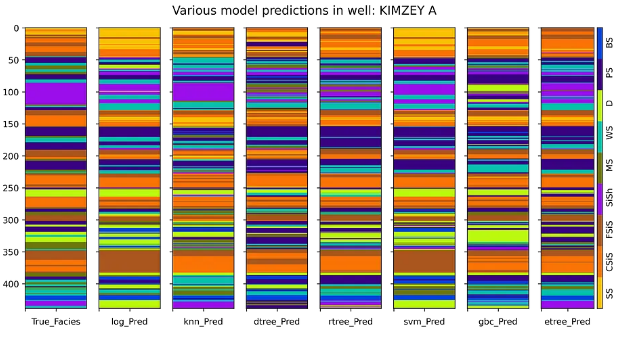 Various model predictions in well: KIMZEY A
0
50
100
150
200
250
300
350
400
True_Facies
log_Pred
knn_Pred
dtree_Pred
rtree_Pred
svm_Pred
gbc_Pred
etree_Pred
BS
PS
D
WS
MS
SiSh
FSiS
CSiS
SS